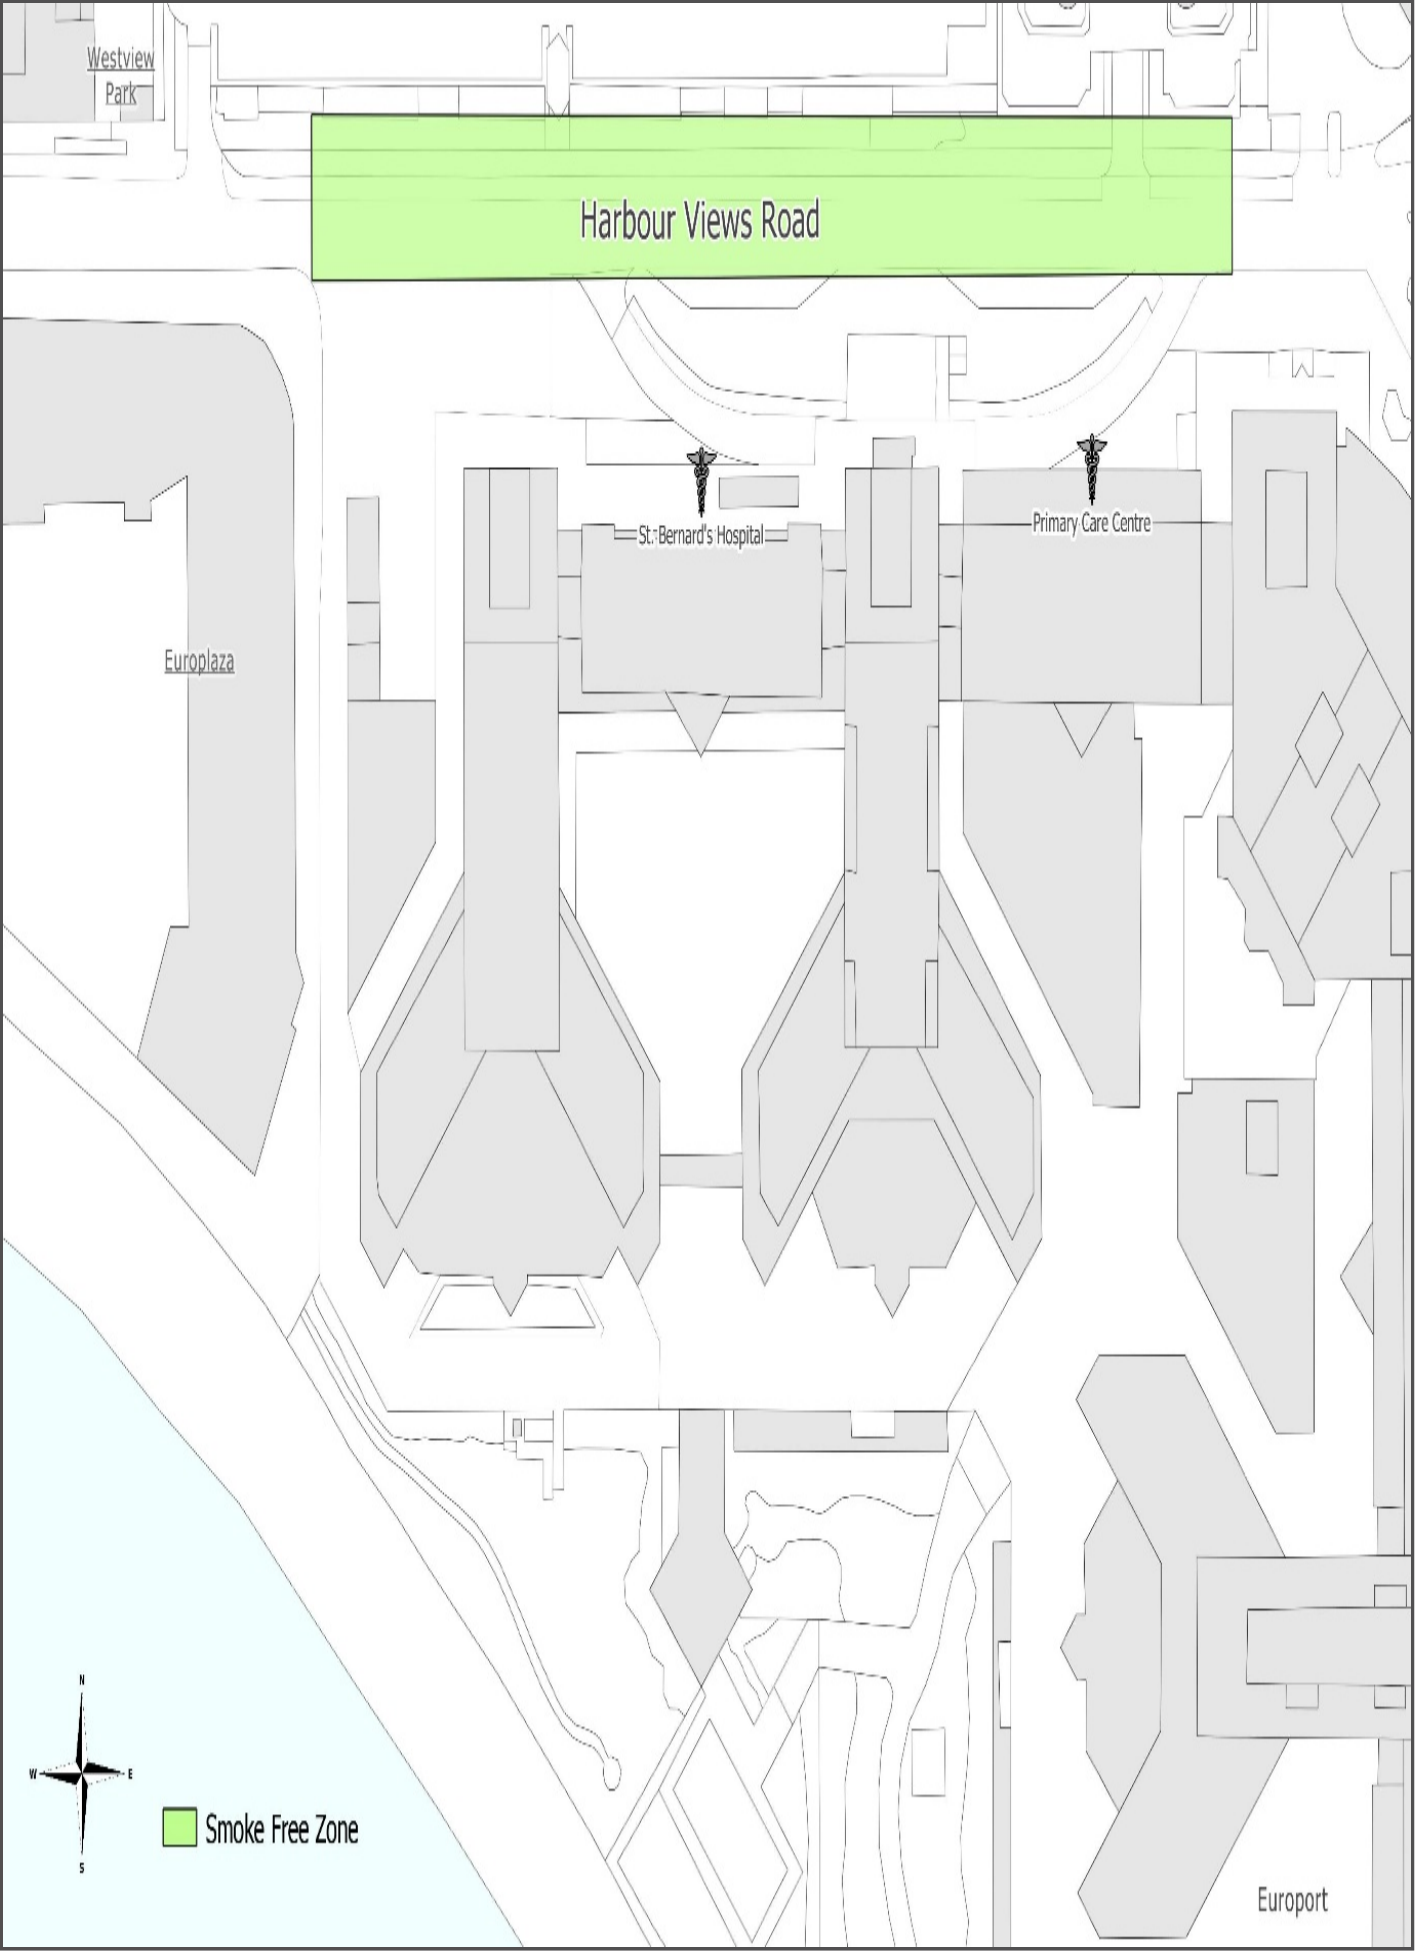 Westview
Park
Harbour Views Road
St. Bernard's Hospital
Primary Care Centre
Europlaza
N
W
E
S
Smoke Free Zone
Europort